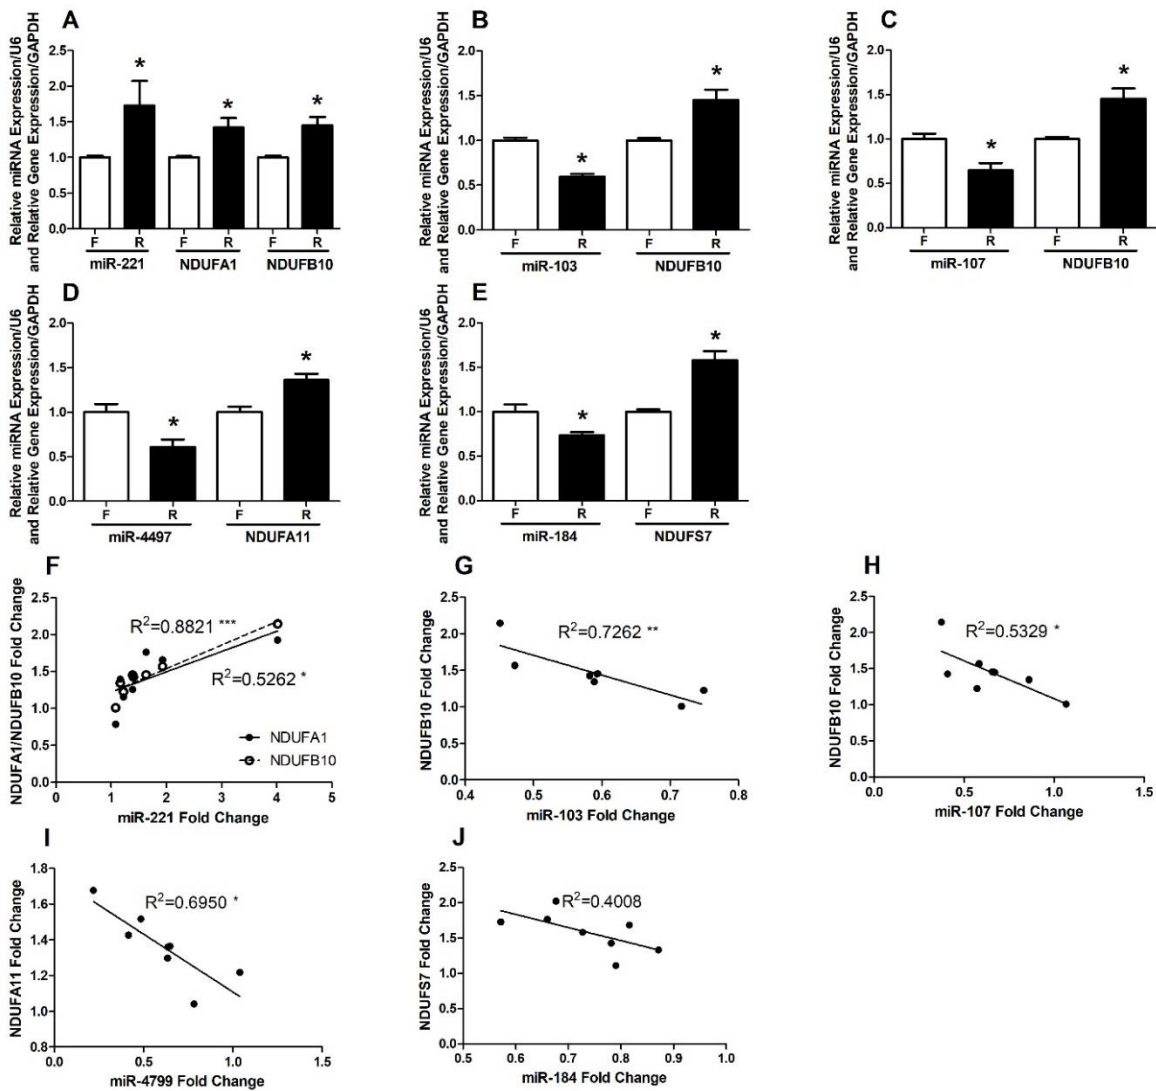 A
Relative miRNA Expression/U6
and Relative Gene Expression/GAPDH
2.5
2.0
1.5
1.0
0.5
0.0
*
*
*
F R F R F R
miR-221 NDUFA1 NDUFB10
B
Relative miRNA Expression/U6
and Relative Gene Expression/GAPDH
2.0
1.5
1.0
0.5
0.0
*
*
F R F R
miR-103 NDUFB10
C
Relative miRNA Expression/U6
and Relative Gene Expression/GAPDH
2.0
1.5
1.0
0.5
0.0
*
*
F R F R
miR-107 NDUFB10
D
Relative miRNA Expression/U6
and Relative Gene Expression/GAPDH
2.0
1.5
1.0
0.5
0.0
*
*
F R F R
miR-4497 NDUFA11
E
Relative miRNA Expression/U6
and Relative Gene Expression/GAPDH
2.0
1.5
1.0
0.5
0.0
*
*
F R F R
miR-184 NDUFS7
F
NDUFA1/NDUFB10 Fold Change
2.5
2.0
1.5
1.0
0.5
0.0
R²=0.8821 ***
R²=0.5262 *
NDUFA1
NDUFB10
0 1 2 3 4 5
miR-221 Fold Change
G
NDUFB10 Fold Change
2.5
2.0
1.5
1.0
0.5
0.0
R²=0.7262 **
0.4 0.5 0.6 0.7 0.8
miR-103 Fold Change
H
NDUFB10 Fold Change
2.5
2.0
1.5
1.0
0.5
0.0
R²=0.5329 *
0.0 0.5 1.0 1.5
miR-107 Fold Change
I
NDUFA11 Fold Change
1.8
1.6
1.4
1.2
1.0
0.8
R²=0.6950 *
0.0 0.5 1.0 1.5
miR-4799 Fold Change
J
NDUFS7 Fold Change
2.5
2.0
1.5
1.0
0.5
0.0
R²=0.4008
0.5 0.6 0.7 0.8 0.9 1.0
miR-184 Fold Change